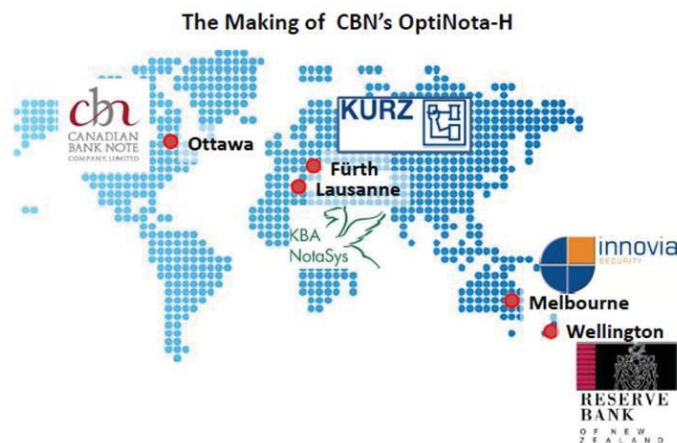 The Making of CBN's OptiNota-H
cbn
CANADIAN
BANK NOTE
COMPANY, LIMITED
Ottawa
KURZ
Fürth
Lausanne
KBA
NotaSys
innovia
SECURITY
Melbourne
Wellington
RESERVE
BANK
OF NEW
ZEALAND